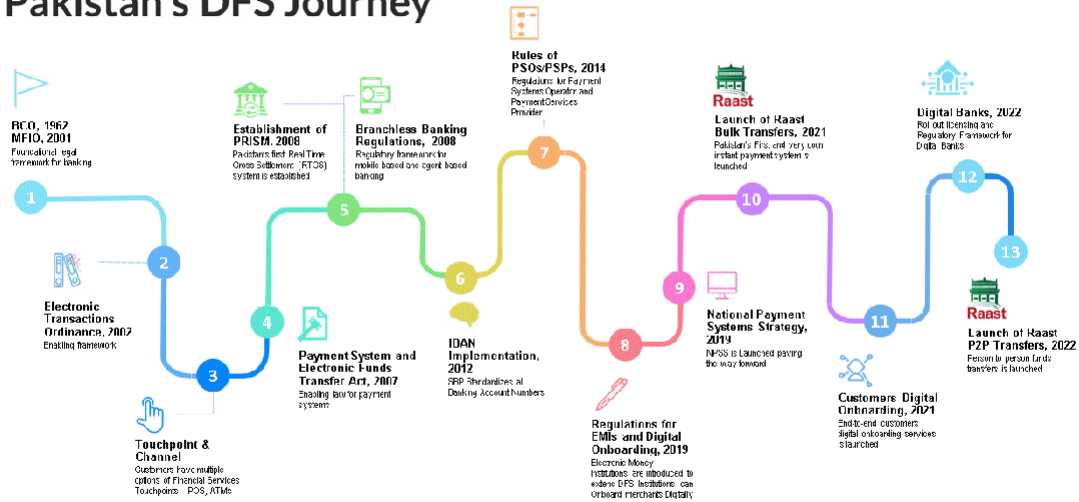 Pakistan's DFS Journey
1
BCO, 1962
MFIO, 2001
Foundational legal
framework for banking
2
Electronic
Transactions
Ordinance, 2002
Enabling framework
3
Touchpoint &
Channel
Customers have multiple
options of Financial Services
Touchpoints POS, ATMs
4
Payment System and
Electronic Funds
Transfer Act, 2007
Enabling law for payment
systems
5
Establishment of
PRISM, 2008
Pakistan's first Real Time
Gross Settlement (RTGS)
system is established
Branchless Banking
Regulations, 2008
Regulatory framework for
mobile based and agent based
banking
6
IBAN
Implementation,
2012
SBP Standardizes all
Banking Account Numbers
7
Rules of
PSOs/PSPs, 2014
Regulations for Payment
Systems Operator and
Payment Services
Provider
8
Regulations for
EMIs and Digital
Onboarding, 2019
Electronic Money
Institutions are introduced to
extend DFS Institutions can
Onboard merchants Digitally
9
National Payment
Systems Strategy,
2019
NPSS is Launched paving
the way forward
10
Raast
Launch of Raast
Bulk Transfers, 2021
Pakistan's First and very own
instant payment system is
launched
11
Customers Digital
Onboarding, 2021
End-to-end customers
digital onboarding services
is launched
12
Digital Banks, 2022
Roll out licensing and
Regulatory Framework for
Digital Banks
13
Raast
Launch of Raast
P2P Transfers, 2022
Person to person funds
transfers is launched